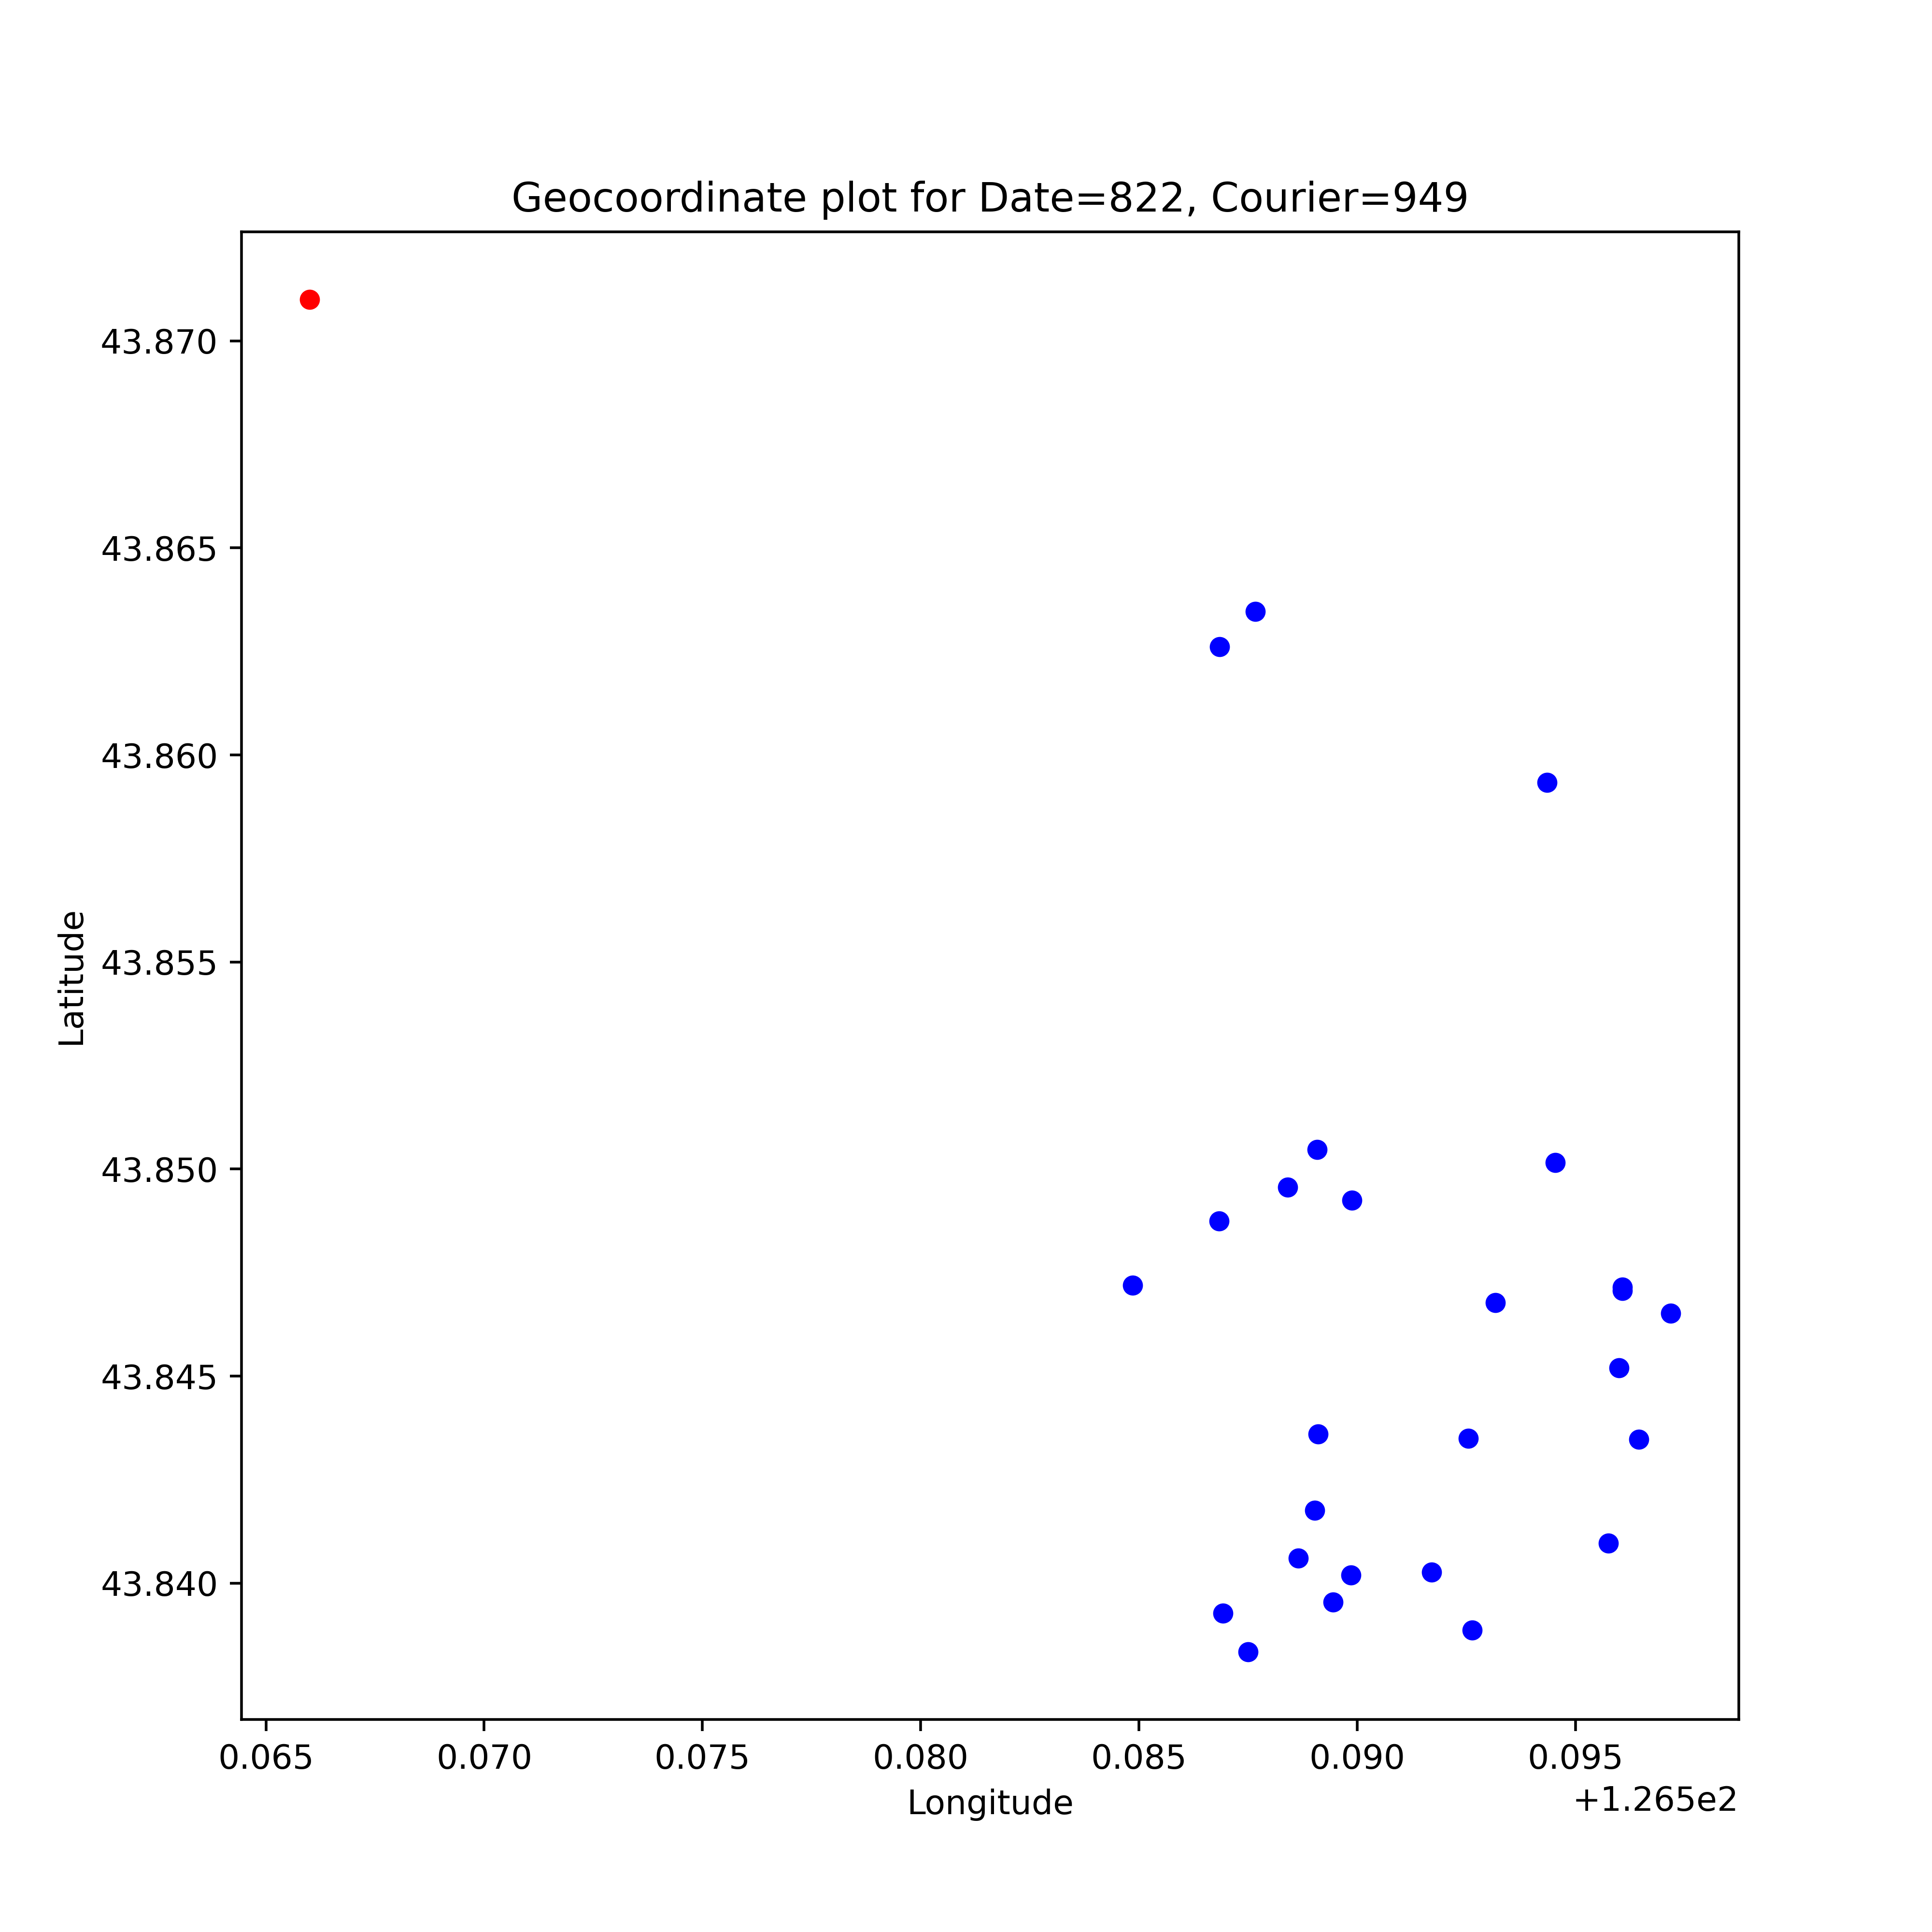 Geocoordinate plot for Date=822, Courier=949
43.870
43.865
43.860
43.855
43.850
43.845
43.840
Latitude
0.065 0.070 0.075 0.080 0.085 0.090 0.095
Longitude
+1.265e2